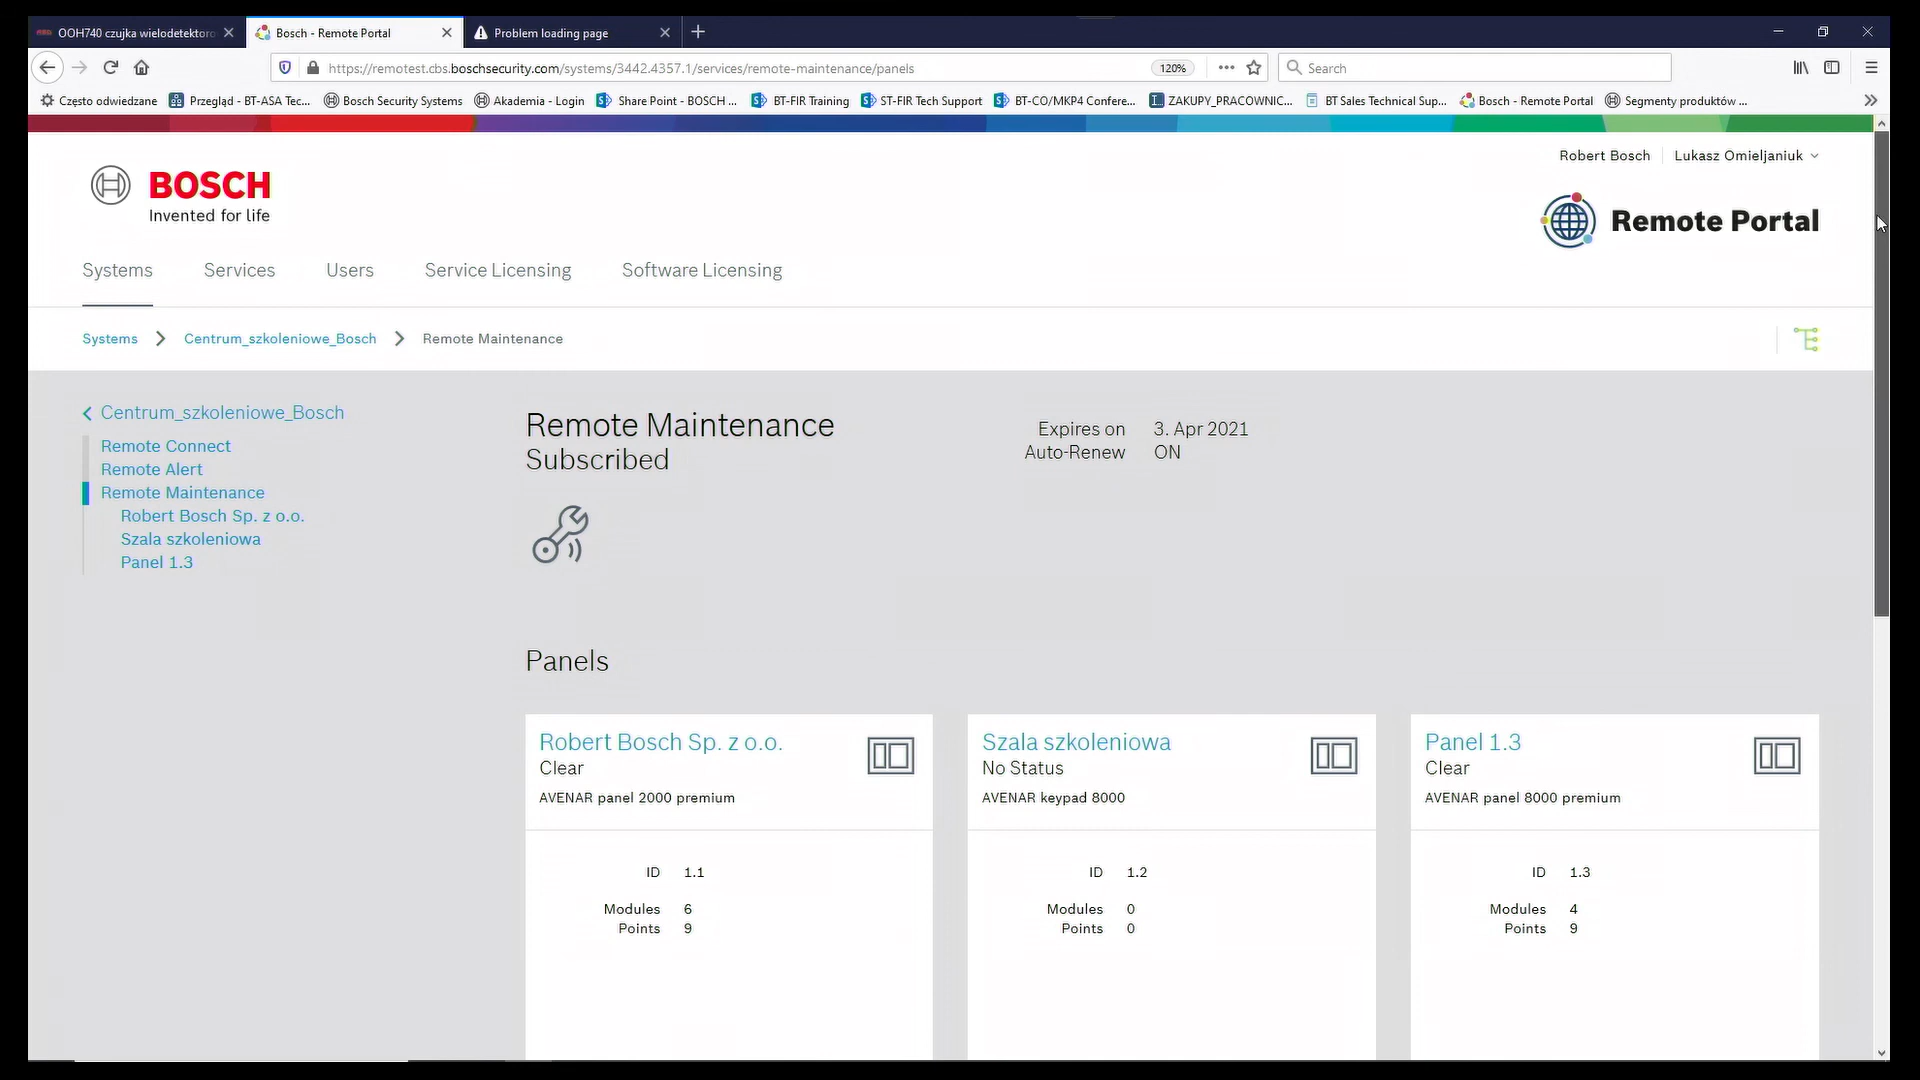 OOH740 czujka wielodetektoro
Bosch - Remote Portal
Problem loading page
https://remotest.cbs.boschsecurity.com/systems/3442.4357.1/services/remote-maintenance/panels
120%
Search
Często odwiedzane
Przegląd - BT-ASA Tec...
Bosch Security Systems
Akademia - Login
Share Point - BOSCH ...
BT-FIR Training
ST-FIR Tech Support
BT-CO/MKP4 Confere...
ZAKUPY_PRACOWNIC...
BT Sales Technical Sup...
Bosch - Remote Portal
Segmenty produktów ...
Robert Bosch
Lukasz Omieljaniuk
BOSCH
Invented for life
Remote Portal
Systems
Services
Users
Service Licensing
Software Licensing
Systems
Centrum_szkoleniowe_Bosch
Remote Maintenance
Centrum_szkoleniowe_Bosch
Remote Connect
Remote Alert
Remote Maintenance
Robert Bosch Sp. z o.o.
Szala szkoleniowa
Panel 1.3
Remote Maintenance
Subscribed
Expires on 3. Apr 2021
Auto-Renew ON
Panels
Robert Bosch Sp. z o.o.
Clear
AVENAR panel 2000 premium
ID 1.1
Modules 6
Points 9
Szala szkoleniowa
No Status
AVENAR keypad 8000
ID 1.2
Modules 0
Points 0
Panel 1.3
Clear
AVENAR panel 8000 premium
ID 1.3
Modules 4
Points 9